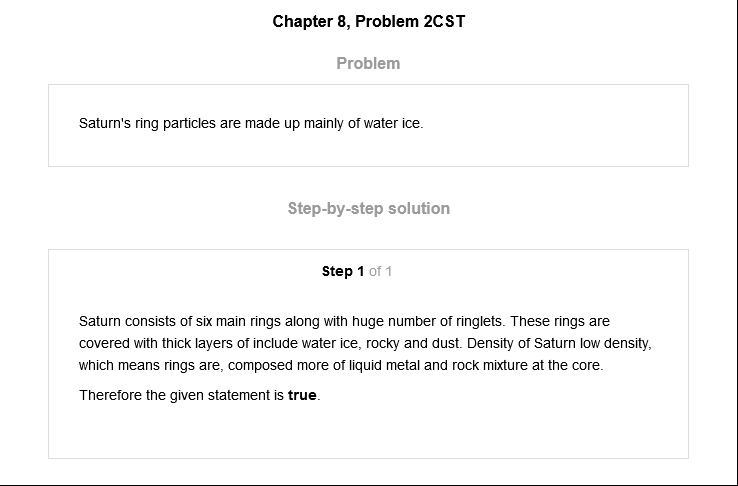 Chapter 8, Problem 2CST
Problem
Saturn's ring particles are made up mainly of water ice.
Step-by-step solution
Step 1 of 1
Saturn consists of six main rings along with huge number of ringlets. These rings are
covered with thick layers of include water ice, rocky and dust. Density of Saturn low density,
which means rings are, composed more of liquid metal and rock mixture at the core.
Therefore the given statement is true.